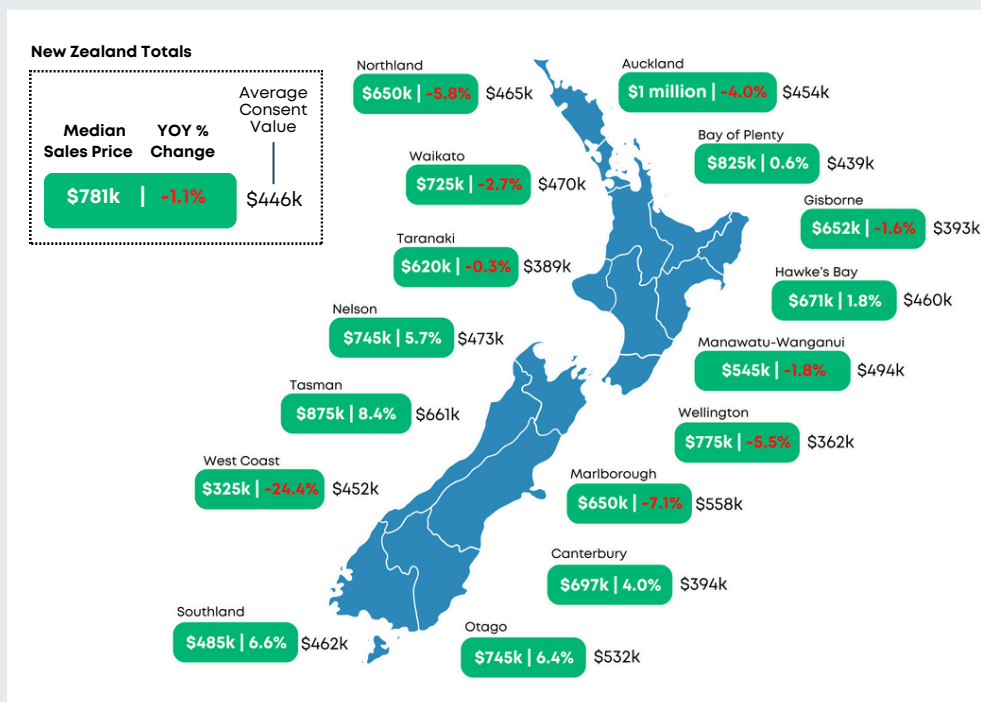 New Zealand Totals
Median
Sales Price
YOY %
Change
Average
Consent
Value
$781k | -1.1% $446k
Northland
$650k | -5.8% $465k
Auckland
$1 million | -4.0% $454k
Bay of Plenty
$825k | 0.6% $439k
Waikato
$725k | -2.7% $470k
Gisborne
$652k | -1.6% $393k
Taranaki
$620k | -0.3% $389k
Hawke's Bay
$671k | 1.8% $460k
Nelson
$745k | 5.7% $473k
Manawatu-Wanganui
$545k | -1.8% $494k
Tasman
$875k | 8.4% $661k
Wellington
$775k | -5.5% $362k
West Coast
$325k | -24.4% $452k
Marlborough
$650k | -7.1% $558k
Canterbury
$697k | 4.0% $394k
Southland
$485k | 6.6% $462k
Otago
$745k | 6.4% $532k